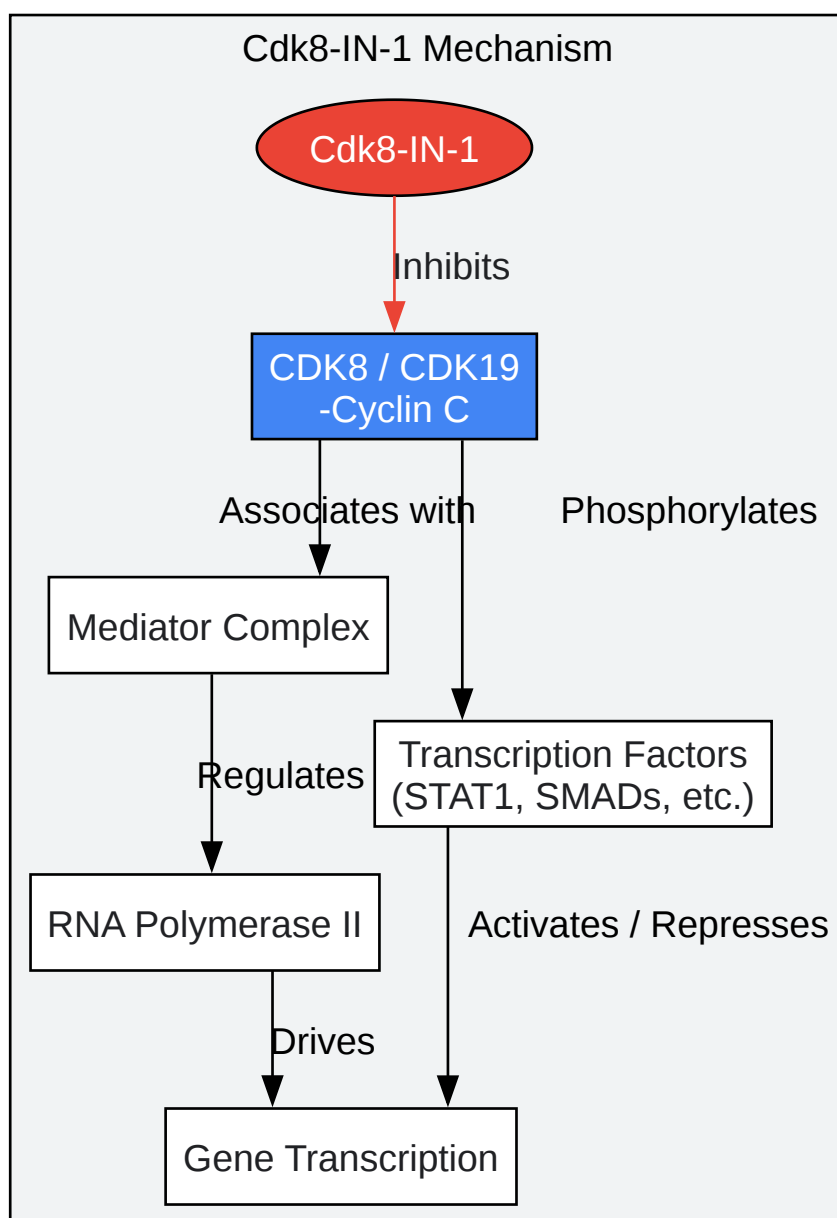 Cdk8-IN-1 Mechanism
Cdk8-IN-1
Inhibits
CDK8 / CDK19
-Cyclin C
Associates with
Phosphorylates
Mediator Complex
Transcription Factors
(STAT1, SMADs, etc.)
Regulates
RNA Polymerase II
Activates / Represses
Drives
Gene Transcription